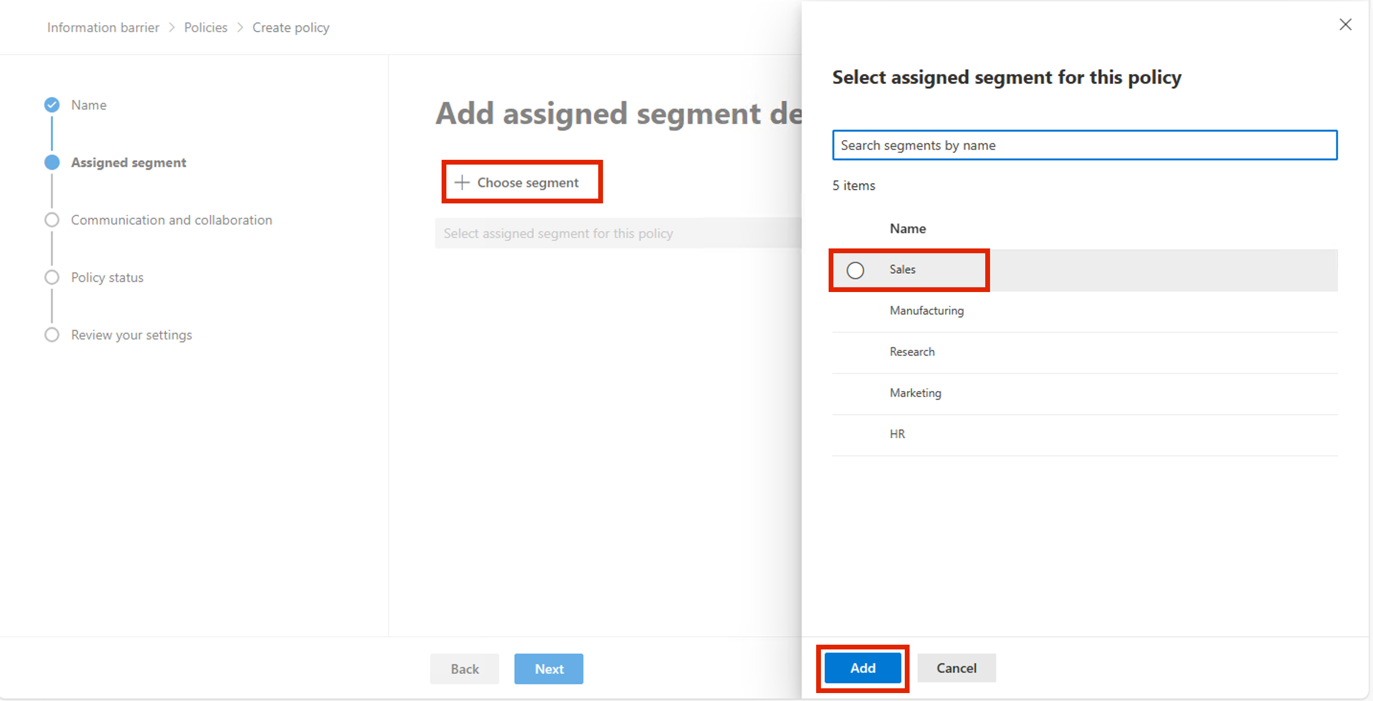 Information barrier > Policies > Create policy
Name
Assigned segment
Communication and collaboration
Policy status
Review your settings
Add assigned segment de
Choose segment
Select assigned segment for this policy
Back
Next
Select assigned segment for this policy
Search segments by name
5 items
Name
Sales
Manufacturing
Research
Marketing
HR
Add
Cancel